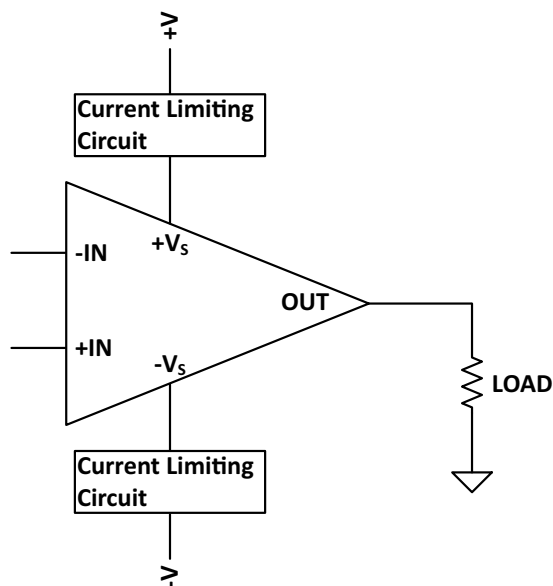 +V
Current Limiting
Circuit
+Vs
-IN
OUT
+IN
-Vs
LOAD
Current Limiting
Circuit
-V